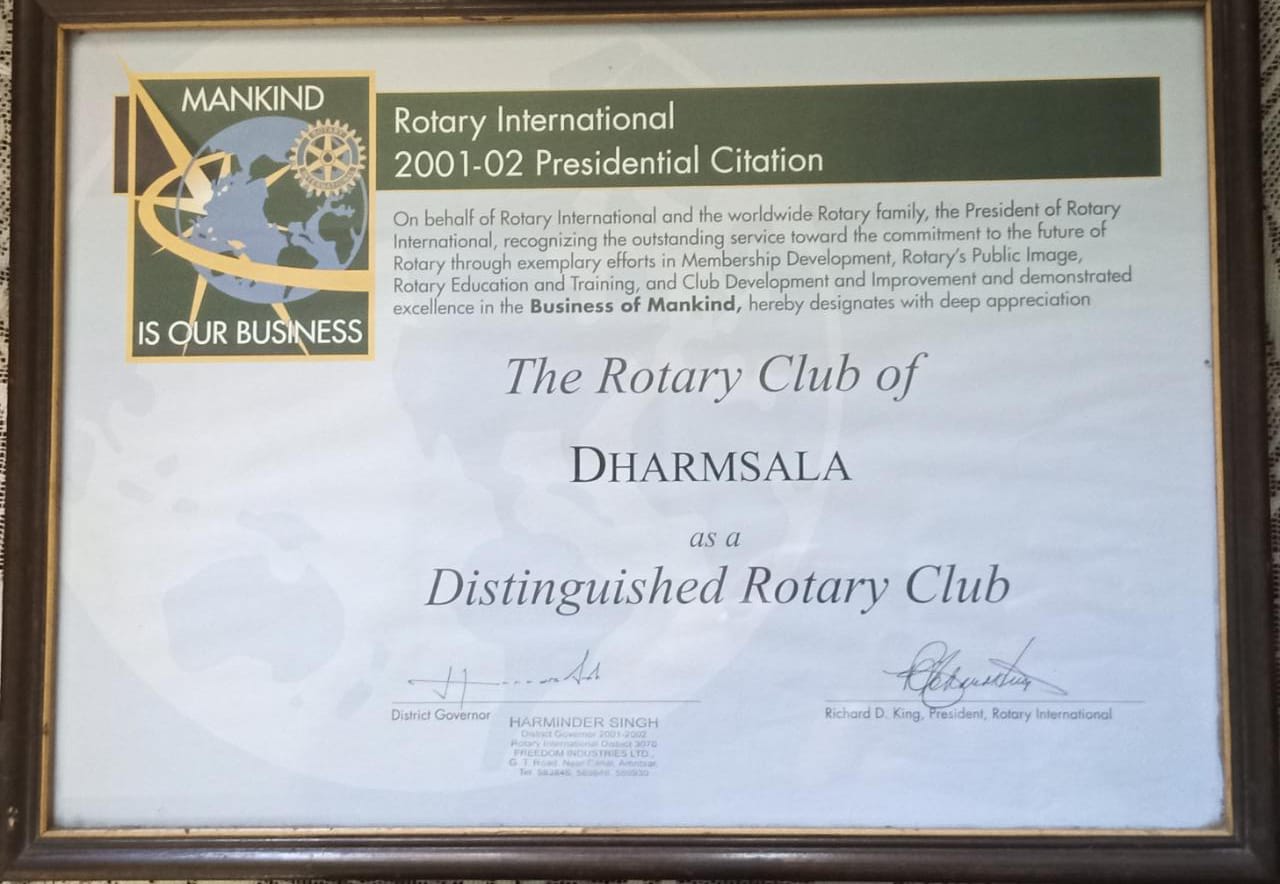 MANKIND
ROTARY
INTERNATIONAL
IS OUR BUSINESS
Rotary International
2001-02 Presidential Citation
On behalf of Rotary International and the worldwide Rotary family, the President of Rotary
International, recognizing the outstanding service toward the commitment to the future of
Rotary through exemplary efforts in Membership Development, Rotary's Public Image,
Rotary Education and Training, and Club Development and Improvement and demonstrated
excellence in the Business of Mankind, hereby designates with deep appreciation
The Rotary Club of
DHARMSALA
as a
Distinguished Rotary Club
District Governor
HARMINDER SINGH
District Governor 2001-2002
Rotary International District 3070
FREEDOM INDUSTRIES LTD.,
G. T. Road, Near Canal, Amritsar.
Tel.
Richard D. King, President, Rotary International